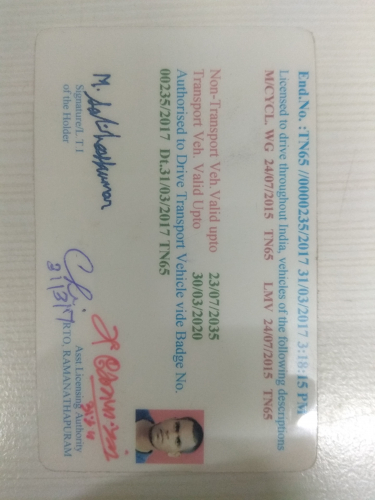 End.No. :TN65 //0000235/2017 31/03/2017 3:18:15 PM
Licensed to drive throughout India, vehicles of the following descriptions
M/CYCL. WG 24/07/2015 TN65 LMV 24/07/2015 TN65
Non-Transport Veh.Valid upto 23/07/2035
Transport Veh. Valid Upto 30/03/2020
Authorised to Drive Transport Vehicle vide Badge No.
00235/2017 Dt.31/03/2017 TN65
Signature/L T I
of the Holder
31/3/17
Asst Licensing Authority
RTO, RAMANATHAPURAM